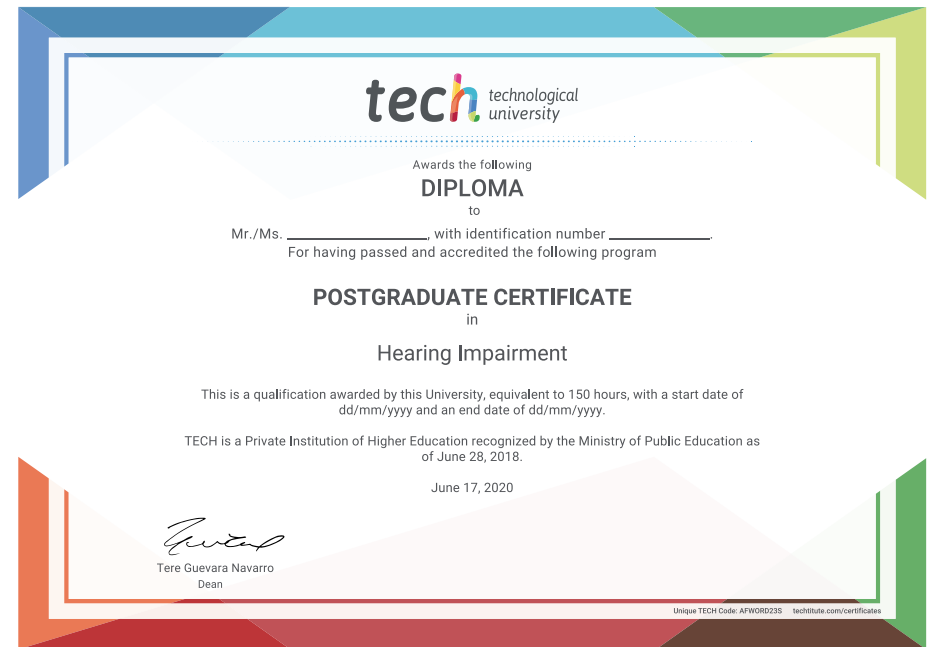 tech technological
university
Awards the following
DIPLOMA
to
Mr./Ms. ____________________, with identification number ______________.
For having passed and accredited the following program
POSTGRADUATE CERTIFICATE
in
Hearing Impairment
This is a qualification awarded by this University, equivalent to 150 hours, with a start date of
dd/mm/yyyy and an end date of dd/mm/yyyy.
TECH is a Private Institution of Higher Education recognized by the Ministry of Public Education as
of June 28, 2018.
June 17, 2020
Tere Guevara Navarro
Dean
Unique TECH Code: AFWORD23S techtitute.com/certificates